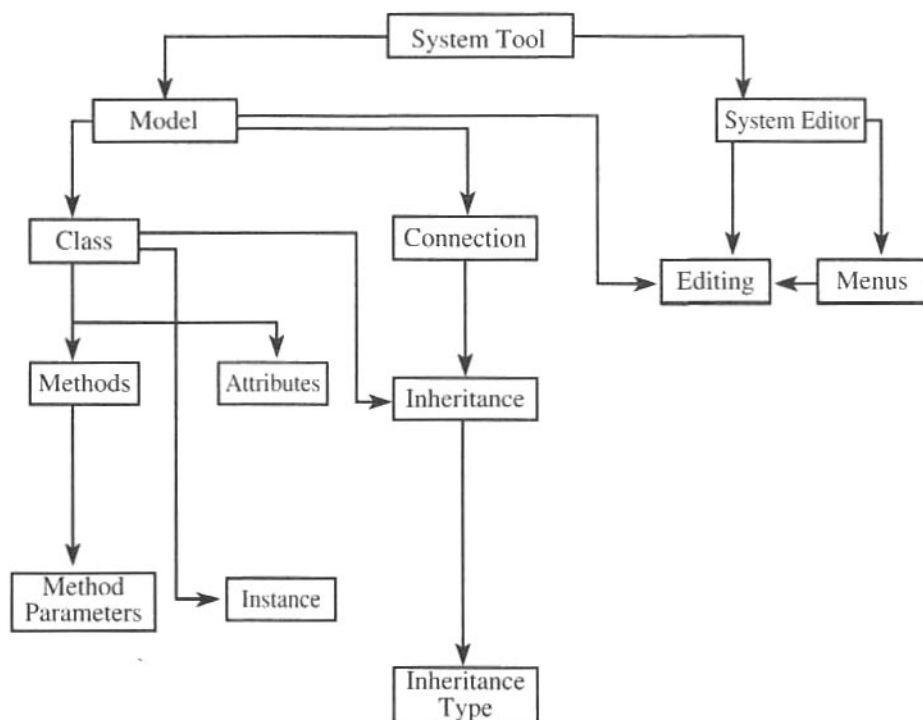 System Tool
Model
System Editor
Class
Connection
Editing
Menus
Methods
Attributes
Inheritance
Method
Parameters
Instance
Inheritance
Type